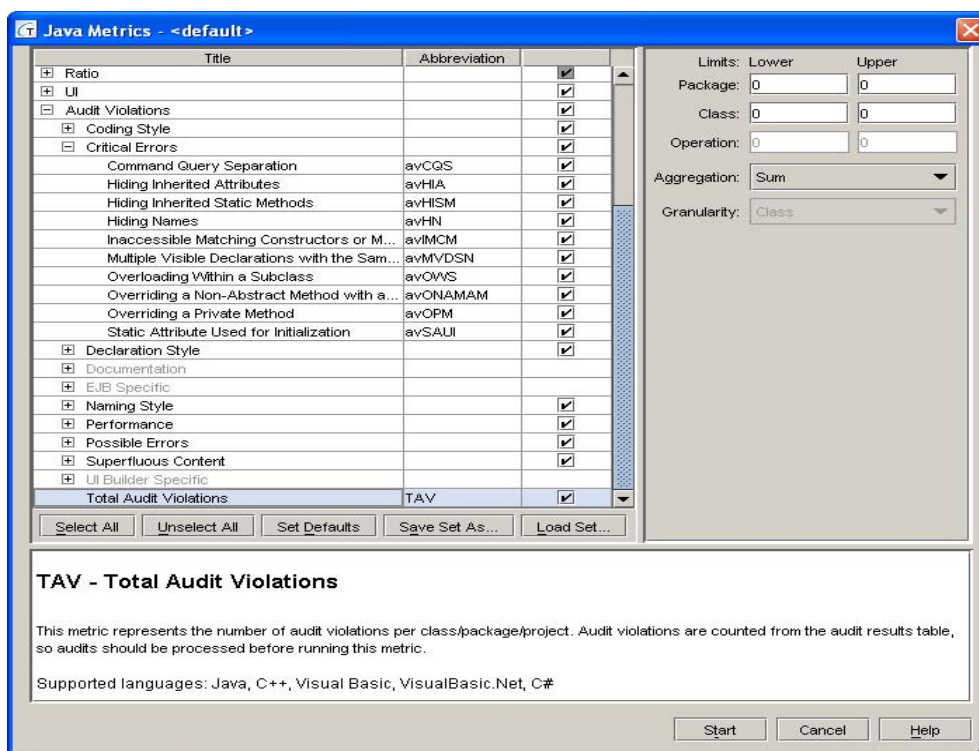 Java Metrics - <default>
Title Abbreviation
Ratio
UI
Audit Violations
Coding Style
Critical Errors
Command Query Separation avCQS
Hiding Inherited Attributes avHIA
Hiding Inherited Static Methods avHISM
Hiding Names avHN
Inaccessible Matching Constructors or M... avIMCM
Multiple Visible Declarations with the Sam... avMVDSN
Overloading Within a Subclass avOWS
Overriding a Non-Abstract Method with a... avONAMAM
Overriding a Private Method avOPM
Static Attribute Used for Initialization avSAUI
Declaration Style
Documentation
EJB Specific
Naming Style
Performance
Possible Errors
Superfluous Content
UI Builder Specific
Total Audit Violations TAV
Select All Unselect All Set Defaults Save Set As... Load Set...
Limits: Lower Upper
Package: 0 0
Class: 0 0
Operation: 0 0
Aggregation: Sum
Granularity: Class
TAV - Total Audit Violations
This metric represents the number of audit violations per class/package/project. Audit violations are counted from the audit results table,
so audits should be processed before running this metric.
Supported languages: Java, C++, Visual Basic, VisualBasic.Net, C#
Start Cancel Help